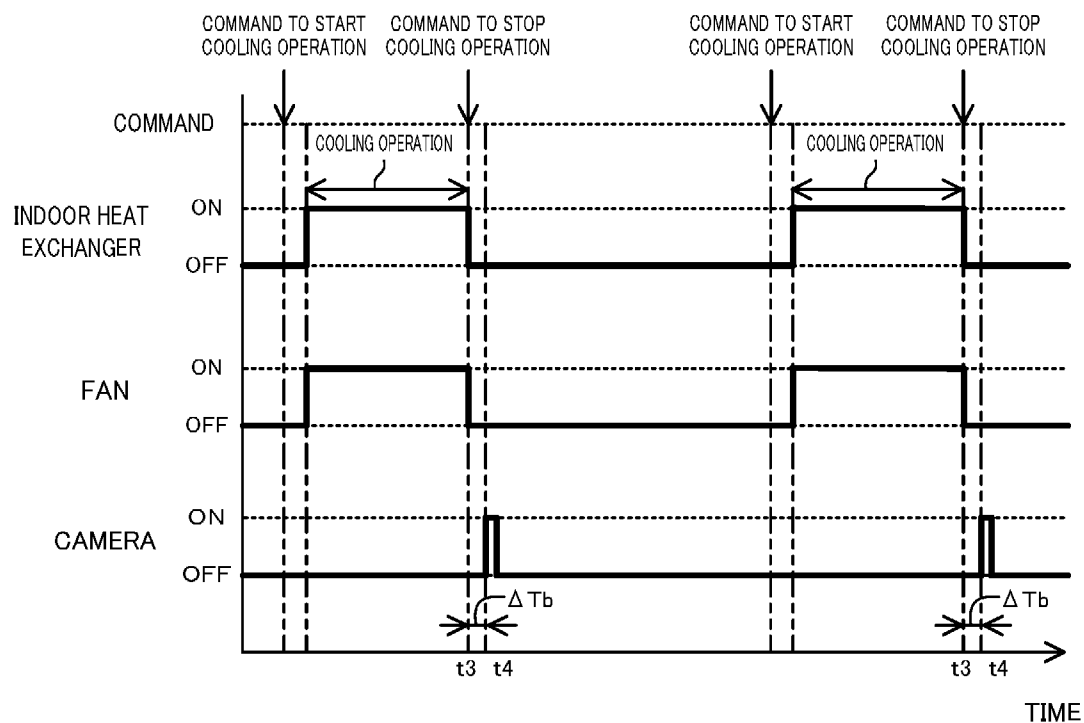 COMMAND TO START
COOLING OPERATION
COMMAND TO STOP
COOLING OPERATION
COMMAND TO START
COOLING OPERATION
COMMAND TO STOP
COOLING OPERATION
COMMAND
COOLING OPERATION
COOLING OPERATION
INDOOR HEAT
EXCHANGER
ON
OFF
FAN
ON
OFF
CAMERA
ON
OFF
ΔTb
ΔTb
t3 t4
t3 t4
TIME